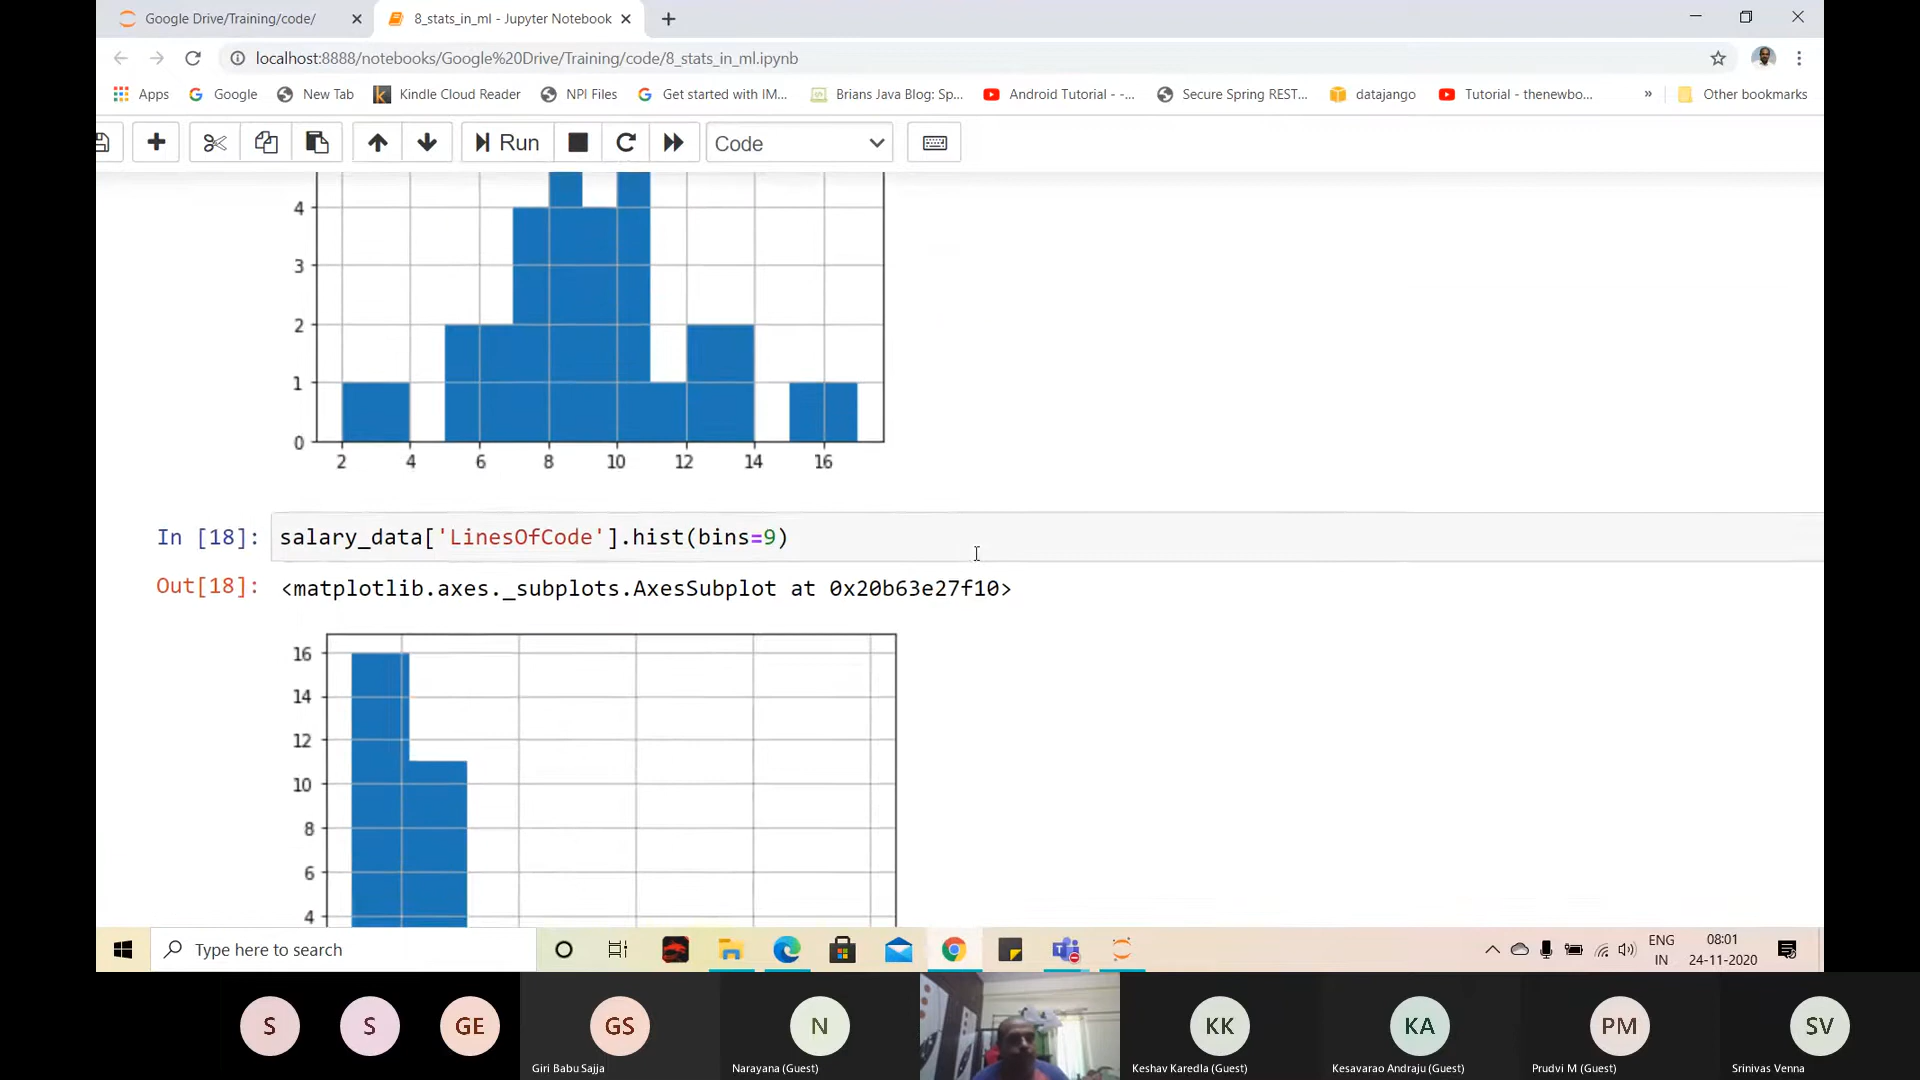 Google Drive/Training/code/
8_stats_in_ml - Jupyter Notebook
localhost:8888/notebooks/Google%20Drive/Training/code/8_stats_in_ml.ipynb
Apps
Google
New Tab
Kindle Cloud Reader
NPI Files
Get started with IM...
Brians Java Blog: Sp...
Android Tutorial - -...
Secure Spring REST...
datajango
Tutorial - thenewbo...
»
Other bookmarks
Run
Code
4
3
2
1
0
2 4 6 8 10 12 14 16
In [18]: salary_data['LinesOfCode'].hist(bins=9)
Out[18]: <matplotlib.axes._subplots.AxesSubplot at 0x20b63e27f10>
16
14
12
10
8
6
4
Type here to search
ENG
IN
08:01
24-11-2020
S
S
GE
GS
Giri Babu Sajja
N
Narayana (Guest)
KK
Keshav Karedla (Guest)
KA
Kesavarao Andraju (Guest)
PM
Prudvi M (Guest)
SV
Srinivas Venna